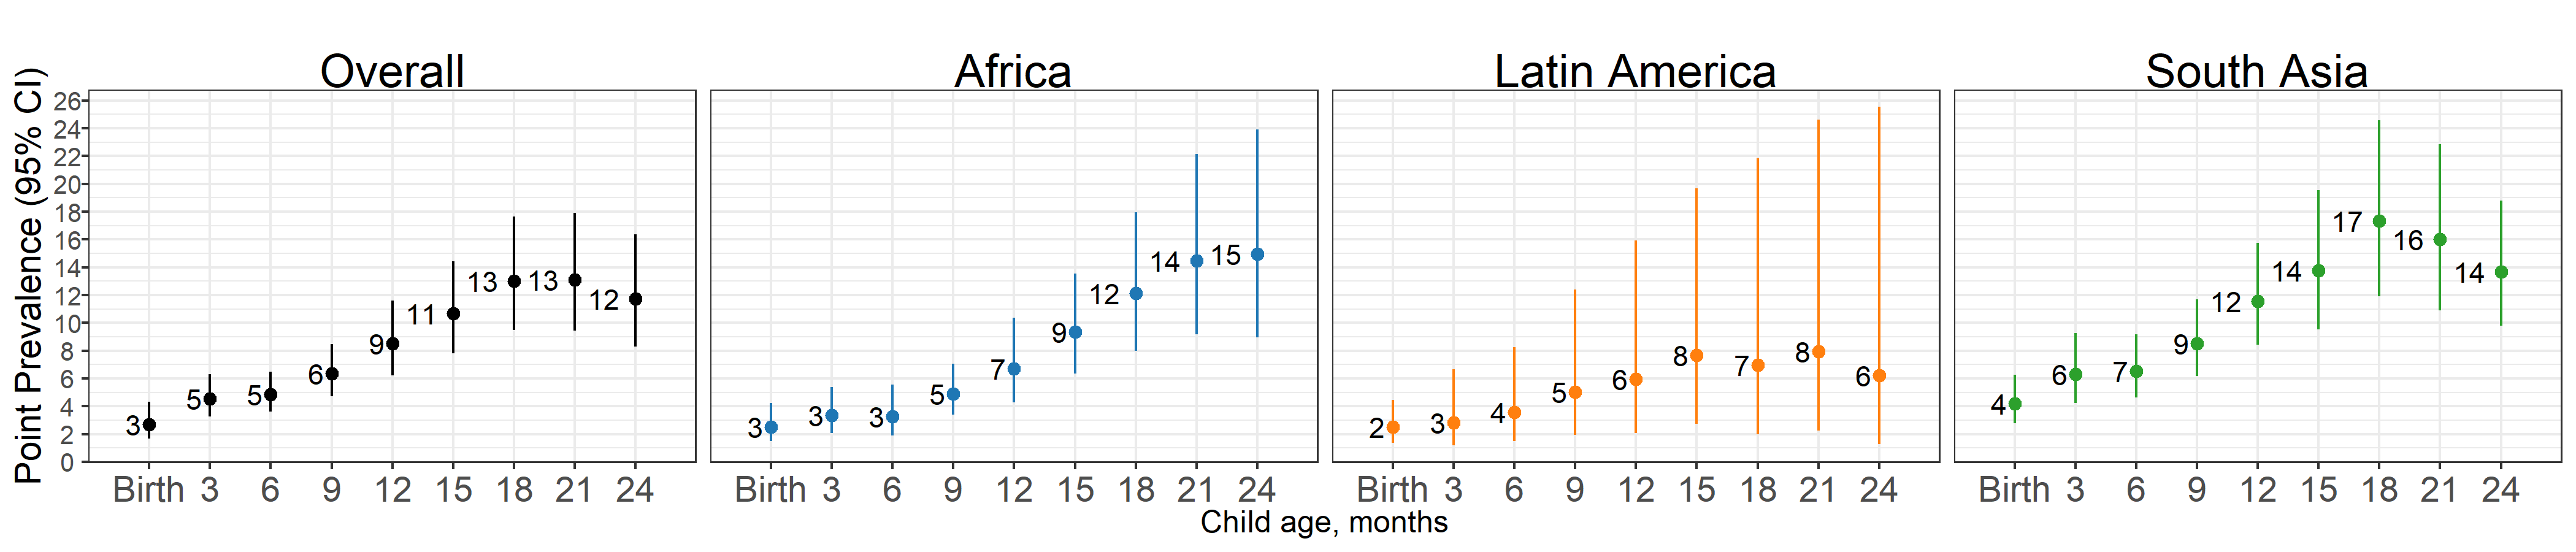 Overall
Africa
Latin America
South Asia
Point Prevalence (95% CI)
26
24
22
20
18
16
14
12
10
8
6
4
2
0
3 5 5 6 9 11 13 13 12
3 3 3 5 7 9 12 14 15
2 3 4 5 6 8 7 8 6
4 6 7 9 12 14 17 16 14
Birth 3 6 9 12 15 18 21 24
Birth 3 6 9 12 15 18 21 24
Birth 3 6 9 12 15 18 21 24
Birth 3 6 9 12 15 18 21 24
Child age, months